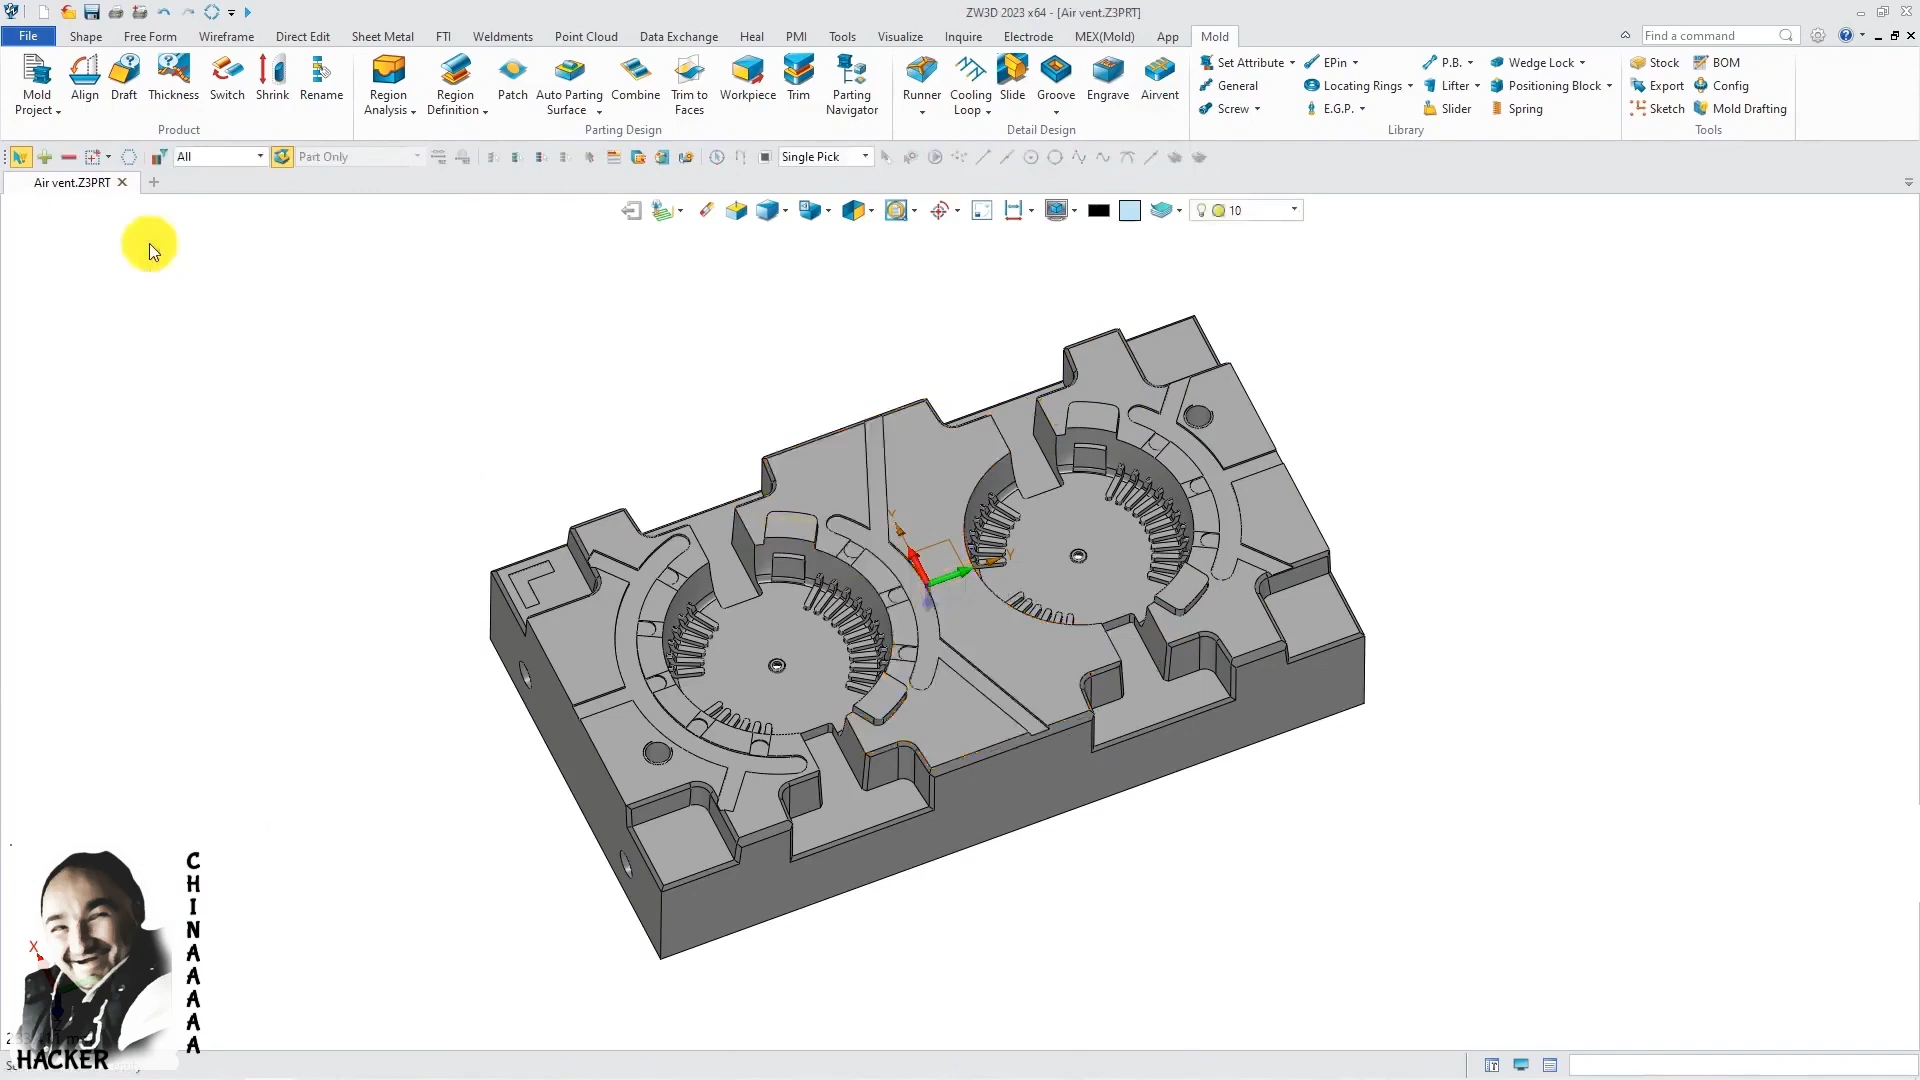 ZW3D 2023 x64 - [Air vent.Z3PRT]
File Shape Free Form Wireframe Direct Edit Sheet Metal FTI Weldments Point Cloud Data Exchange Heal PMI Tools Visualize Inquire Electrode MEX(Mold) App Mold Find a command
Mold Project Align Draft Thickness Switch Shrink Rename
Product
Region Analysis Region Definition Patch Auto Parting Surface Combine Trim to Faces Workpiece Trim Parting Navigator
Parting Design
Runner Cooling Loop Slide Groove Engrave Airvent
Detail Design
Set Attribute EPin P.B. Wedge Lock
General Locating Rings Lifter Positioning Block
Screw E.G.P. Slider Spring
Library
Stock BOM
Export Config
Sketch Mold Drafting
Tools
All Part Only Single Pick
Air vent.Z3PRT
10
Y
Y
X
CHINAAAAA
HACKER